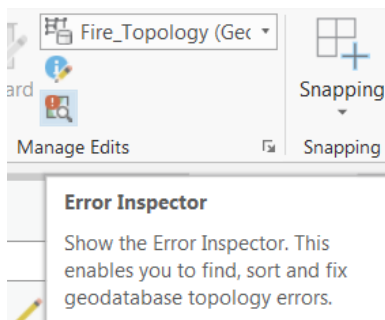 Fire_Topology (Geo
ard
Snapping
Manage Edits
Snapping
Error Inspector
Show the Error Inspector. This
enables you to find, sort and fix
geodatabase topology errors.